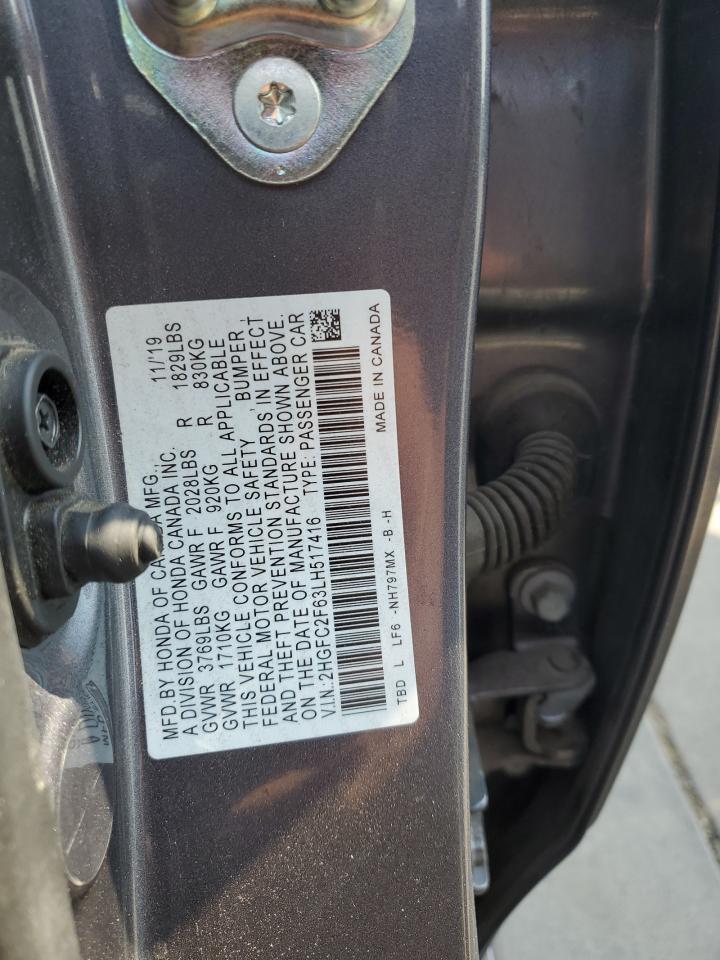 MFD.BY HONDA OF MFG., 11/19
A DIVISION OF HONDA CANADA INC.
GVWR 3769LBS GAWR F 2028LBS R 1829LBS
GVWR 1710KG GAWR F 920KG R 830KG
THIS VEHICLE CONFORMS TO ALL APPLICABLE
FEDERAL MOTOR VEHICLE SAFETY, BUMPER,
AND THEFT PREVENTION STANDARDS IN EFFECT
ON THE DATE OF MANUFACTURE SHOWN ABOVE.
V.I.N.:2HGFC2F63LH517416 TYPE: PASSENGER CAR
TBD L LF6 -NH797MX -B -H MADE IN CANADA